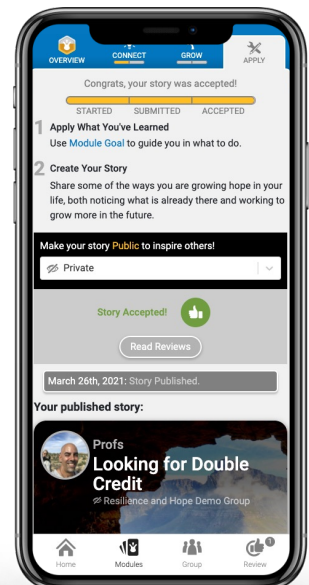 OVERVIEW
CONNECT
GROW
APPLY
Congrats, your story was accepted!
STARTED SUBMITTED ACCEPTED
1 Apply What You've Learned
Use Module Goal to guide you in what to do.
2 Create Your Story
Share some of the ways you are growing hope in your
life, both noticing what is already there and working to
grow more in the future.
Make your story Public to inspire others!
Private
Story Accepted!
Read Reviews
March 26th, 2021: Story Published.
Your published story:
Profs
Looking for Double
Credit
Resilience and Hope Demo Group
Home
Modules
Group
Review
1